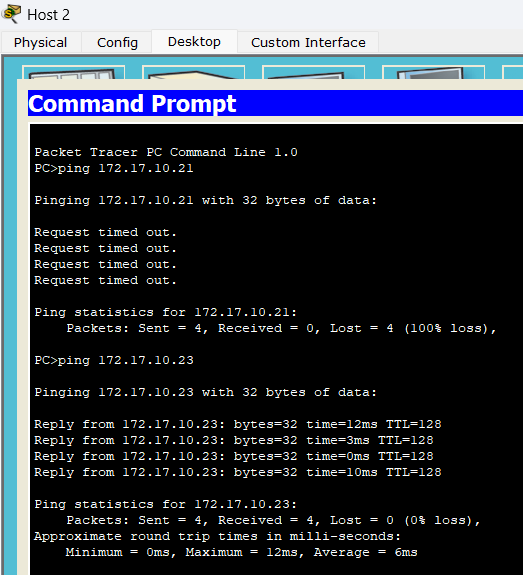 Host 2
Physical Config Desktop Custom Interface
Command Prompt
Packet Tracer PC Command Line 1.0
PC>ping 172.17.10.21
Pinging 172.17.10.21 with 32 bytes of data:
Request timed out.
Request timed out.
Request timed out.
Request timed out.
Ping statistics for 172.17.10.21:
    Packets: Sent = 4, Received = 0, Lost = 4 (100% loss),
PC>ping 172.17.10.23
Pinging 172.17.10.23 with 32 bytes of data:
Reply from 172.17.10.23: bytes=32 time=12ms TTL=128
Reply from 172.17.10.23: bytes=32 time=3ms TTL=128
Reply from 172.17.10.23: bytes=32 time=0ms TTL=128
Reply from 172.17.10.23: bytes=32 time=10ms TTL=128
Ping statistics for 172.17.10.23:
    Packets: Sent = 4, Received = 4, Lost = 0 (0% loss),
Approximate round trip times in milli-seconds:
    Minimum = 0ms, Maximum = 12ms, Average = 6ms